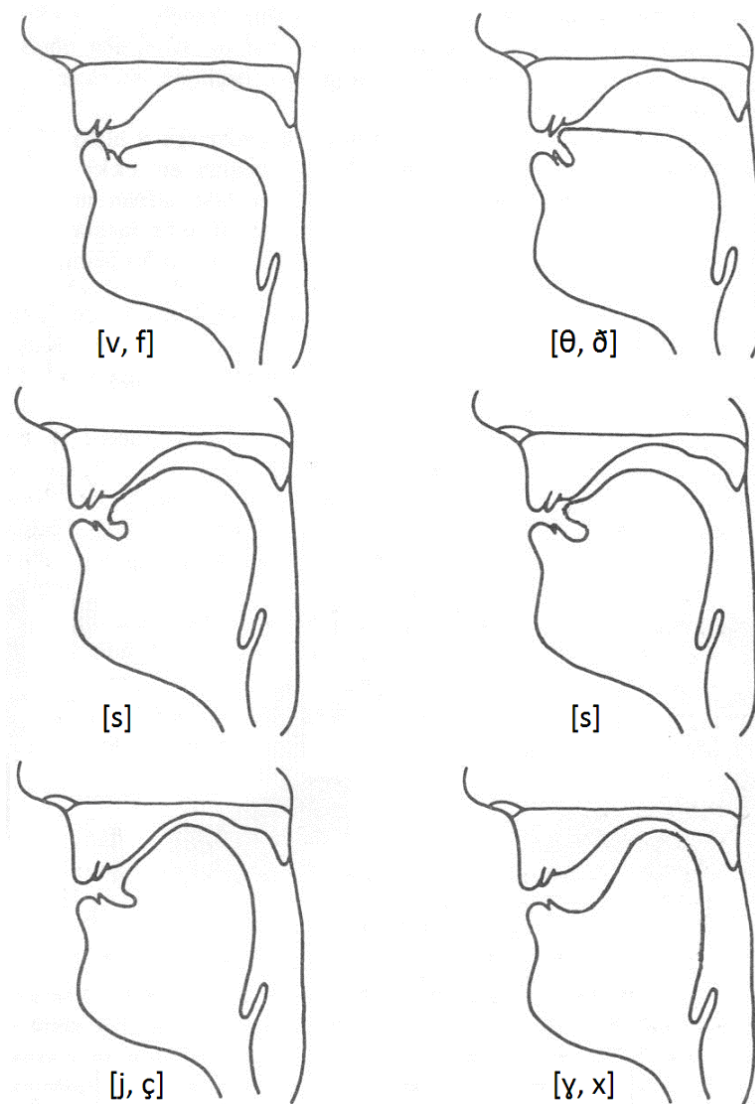 [v, f]
[θ, ð]
[s]
[s]
[j, ç]
[ɣ, x]